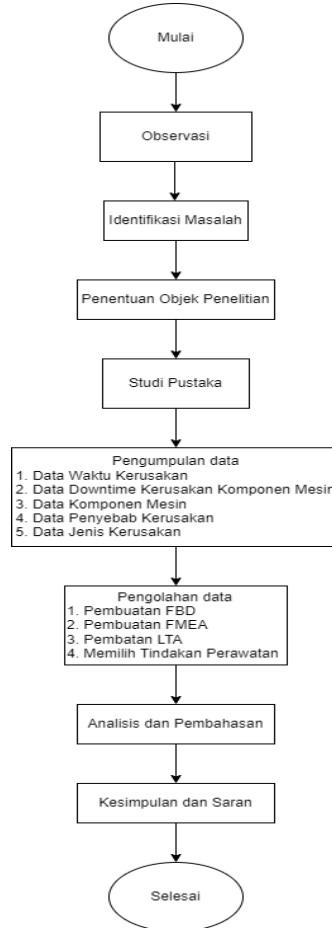 Mulai
Observasi
Identifikasi Masalah
Penentuan Objek Penelitian
Studi Pustaka
Pengumpulan data
1. Data Waktu Kerusakan
2. Data Downtime Kerusakan Komponen Mesin
3. Data Komponen Mesin
4. Data Penyebab Kerusakan
5. Data Jenis Kerusakan
Pengolahan data
1. Pembuatan FBD
2. Pembuatan FMEA
3. Pembatan LTA
4. Memilih Tindakan Perawatan
Analisis dan Pembahasan
Kesimpulan dan Saran
Selesai